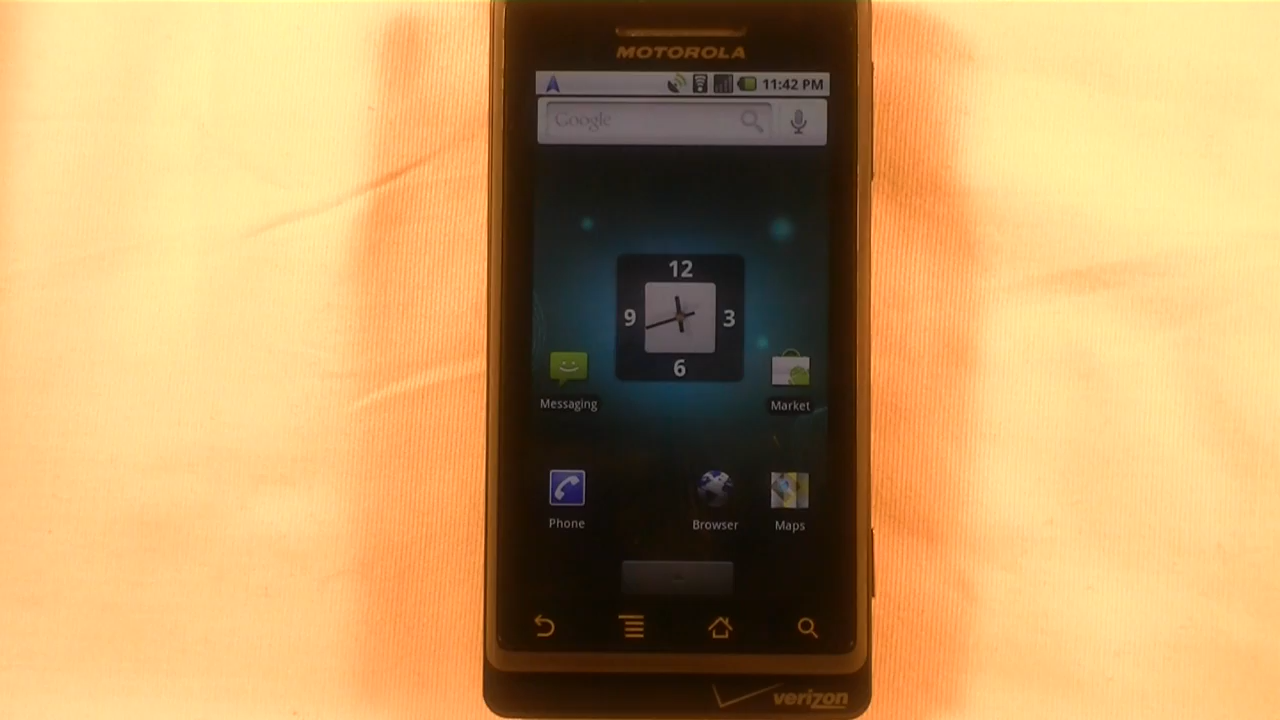 MOTOROLA
11:42 PM
Google
12
9 3
6
Messaging Market
Phone Browser Maps
verizon